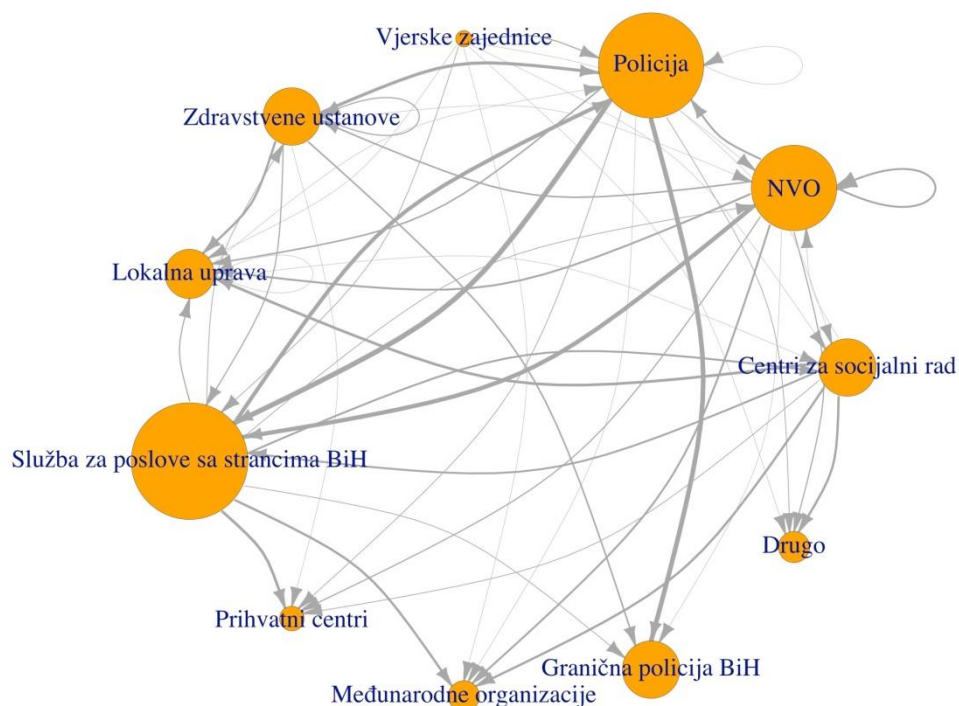 Vjerske zajednice
Policija
Zdravstvene ustanove
NVO
Lokalna uprava
Centri za socijalni rad
Služba za poslove sa strancima BiH
Drugo
Prihvatni centri
Granična policija BiH
Međunarodne organizacije